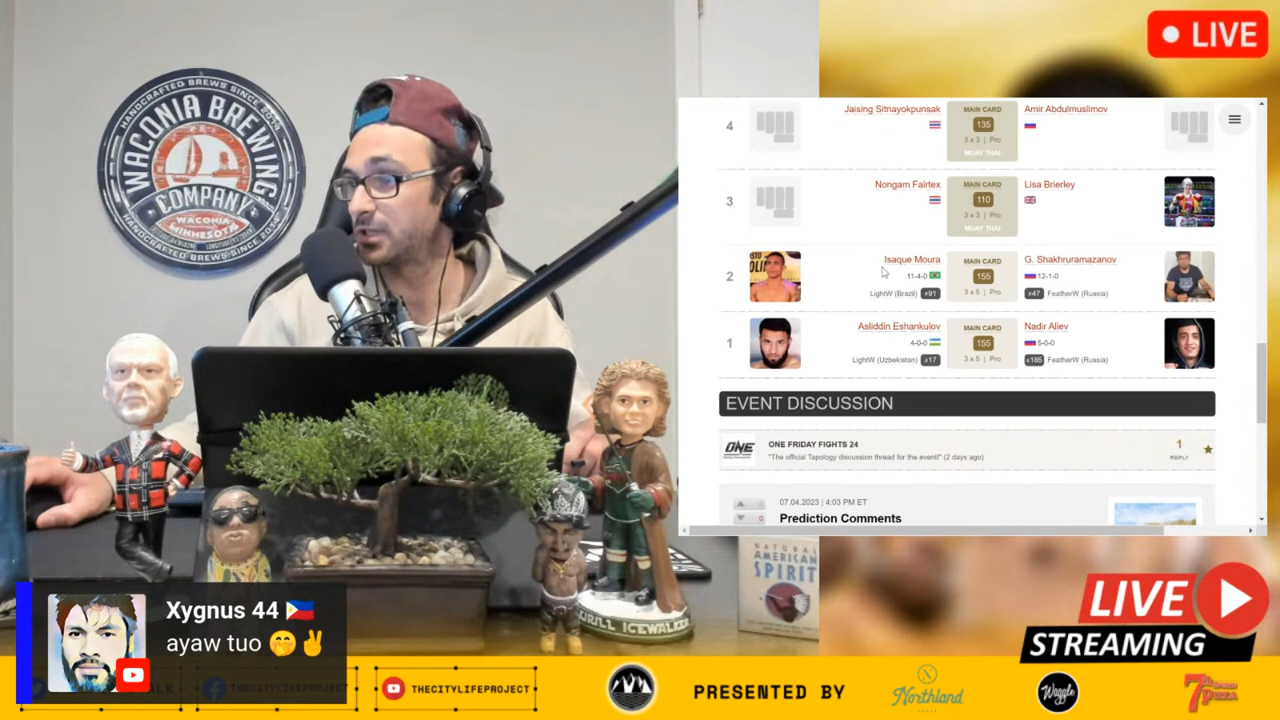 LIVE
WACONIA BREWING
COMPANY
HANDCRAFTED BREWS SINCE 2014
WACONIA
MINNESOTA
4
Jaising Sitnayokpunsak
MAIN CARD
135
3 x 3 | Pro
MUAY THAI
Amir Abdulmuslimov
3
Nongam Fairtex
MAIN CARD
110
3 x 3 | Pro
MUAY THAI
Lisa Brierley
2
Isaque Moura
11-4-0
LightW (Brazil) #91
MAIN CARD
155
3 x 5 | Pro
G. Shakhruramazanov
12-1-0
#47 FeatherW (Russia)
1
Asliddin Eshankulov
4-0-0
LightW (Uzbekistan) #17
MAIN CARD
155
3 x 5 | Pro
Nadir Aliev
5-0-0
#185 FeatherW (Russia)
EVENT DISCUSSION
ONE
ONE FRIDAY FIGHTS 24
"The official Tapology discussion thread for the event!" (2 days ago)
1
REPLY
07.04.2023 | 4:03 PM ET
0
Prediction Comments
NATURAL
AMERICAN
SPIRIT
Xygnus 44 🇵🇭
ayaw tuo 🤭✌
LIVE
STREAMING
THECITYLIFEPROJECT
THECITYLIFEPROJECT
PRESENTED BY
Northland
Waggle